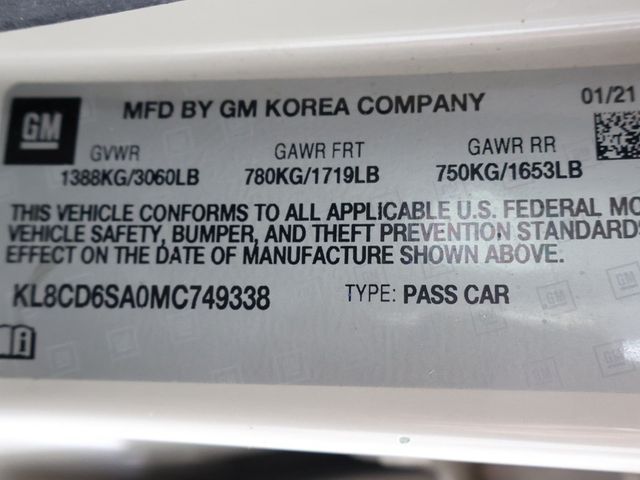 GM
MFD BY GM KOREA COMPANY
01/21
GVWR
GAWR FRT
GAWR RR
1388KG/3060LB
780KG/1719LB
750KG/1653LB
THIS VEHICLE CONFORMS TO ALL APPLICABLE U.S. FEDERAL MO
VEHICLE SAFETY, BUMPER, AND THEFT PREVENTION STANDARDS
EFFECT ON THE DATE OF MANUFACTURE SHOWN ABOVE.
KL8CD6SA0MC749338
TYPE: PASS CAR